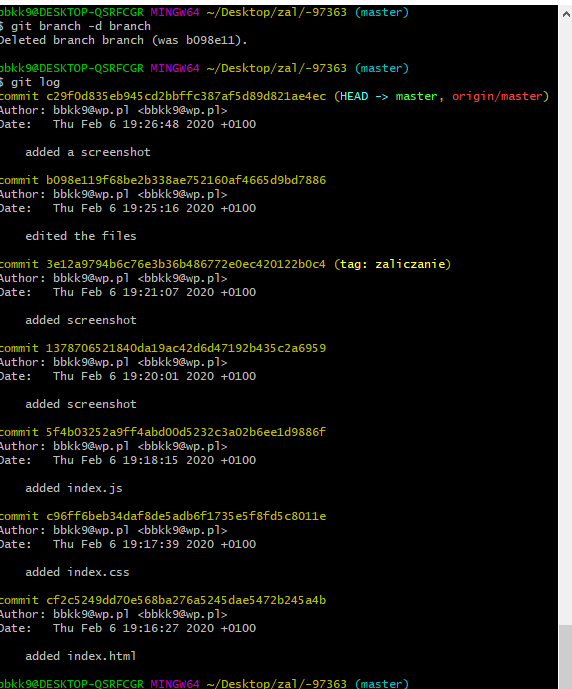 bbkk9@DESKTOP-QSRFCGR MINGW64 ~/Desktop/zal/-97363 (master)
$ git branch -d branch
Deleted branch branch (was b098e11).
bbkk9@DESKTOP-QSRFCGR MINGW64 ~/Desktop/zal/-97363 (master)
$ git log
commit c29f0d835eb945cd2bbffc387af5d89d821ae4ec (HEAD -> master, origin/master)
Author: bbkk9@wp.pl <bbkk9@wp.pl>
Date:   Thu Feb 6 19:26:48 2020 +0100
added a screenshot
commit b098e119f68be2b338ae752160af4665d9bd7886
Author: bbkk9@wp.pl <bbkk9@wp.pl>
Date:   Thu Feb 6 19:25:16 2020 +0100
edited the files
commit 3e12a9794b6c76e3b36b486772e0ec420122b0c4 (tag: zaliczanie)
Author: bbkk9@wp.pl <bbkk9@wp.pl>
Date:   Thu Feb 6 19:21:07 2020 +0100
added screenshot
commit 1378706521840da19ac42d6d47192b435c2a6959
Author: bbkk9@wp.pl <bbkk9@wp.pl>
Date:   Thu Feb 6 19:20:01 2020 +0100
added screenshot
commit 5f4b03252a9ff4abd00d5232c3a02b6ee1d9886f
Author: bbkk9@wp.pl <bbkk9@wp.pl>
Date:   Thu Feb 6 19:18:15 2020 +0100
added index.js
commit c96ff6beb34daf8de5adb6f1735e5f8fd5c8011e
Author: bbkk9@wp.pl <bbkk9@wp.pl>
Date:   Thu Feb 6 19:17:39 2020 +0100
added index.css
commit cf2c5249dd70e568ba276a5245dae5472b245a4b
Author: bbkk9@wp.pl <bbkk9@wp.pl>
Date:   Thu Feb 6 19:16:27 2020 +0100
added index.html
bbkk9@DESKTOP-QSRFCGR MINGW64 ~/Desktop/zal/-97363 (master)